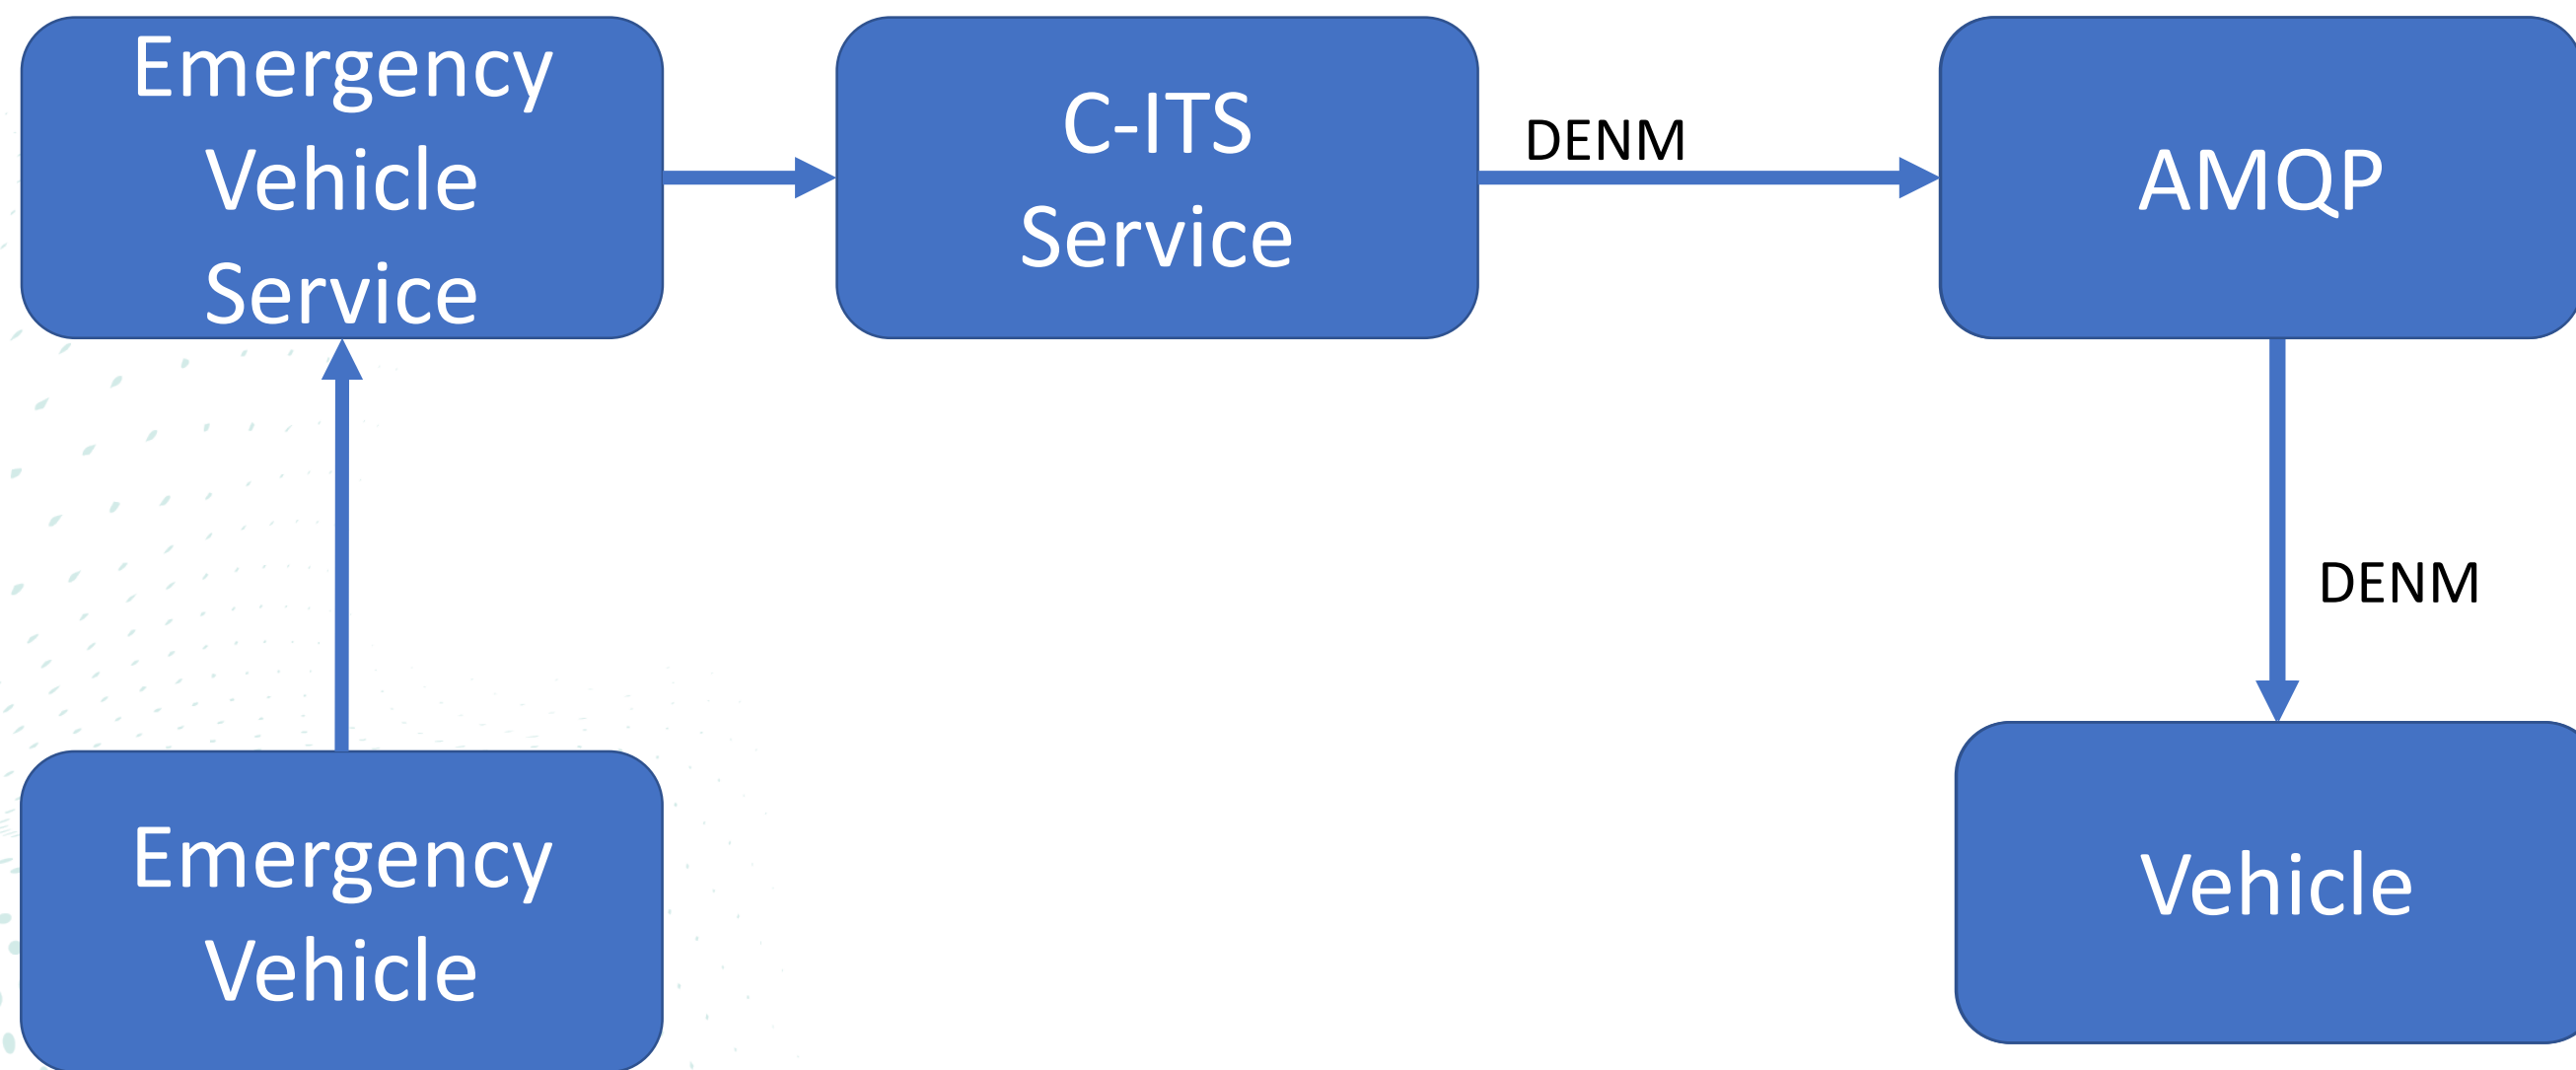 Emergency
Vehicle
Service
C-ITS
Service
DENM
AMQP
DENM
Emergency
Vehicle
Vehicle